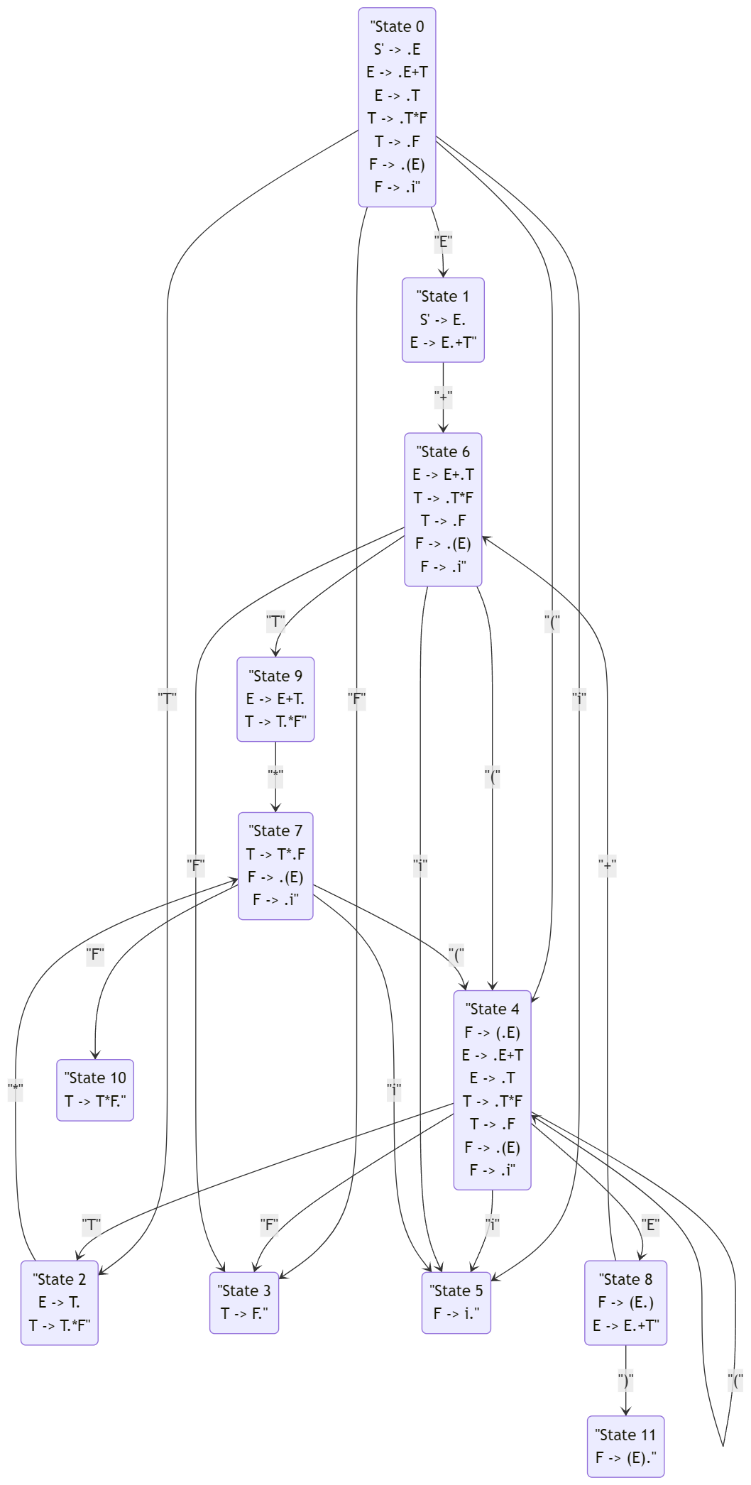 "State 0
S' -> .E
E -> .E+T
E -> .T
T -> .T*F
T -> .F
F -> .(E)
F -> .i"
"E"
"State 1
S' -> E.
E -> E.+T"
"+"
"State 6
E -> E+.T
T -> .T*F
T -> .F
F -> .(E)
F -> .i"
"T"
"("
"State 9
E -> E+T.
T -> T.*F"
"T"
"F"
"i"
"*"
"("
"State 7
T -> T*.F
F -> .(E)
F -> .i"
"F"
"i"
"+"
"F"
"("
"State 4
F -> (.E)
E -> .E+T
E -> .T
T -> .T*F
T -> .F
F -> .(E)
F -> .i"
"State 10
T -> T*F."
"*"
"i"
"T"
"F"
"i"
"E"
"State 2
E -> T.
T -> T.*F"
"State 3
T -> F."
"State 5
F -> i."
"State 8
F -> (E.)
E -> E.+T"
")"
"("
"State 11
F -> (E)."